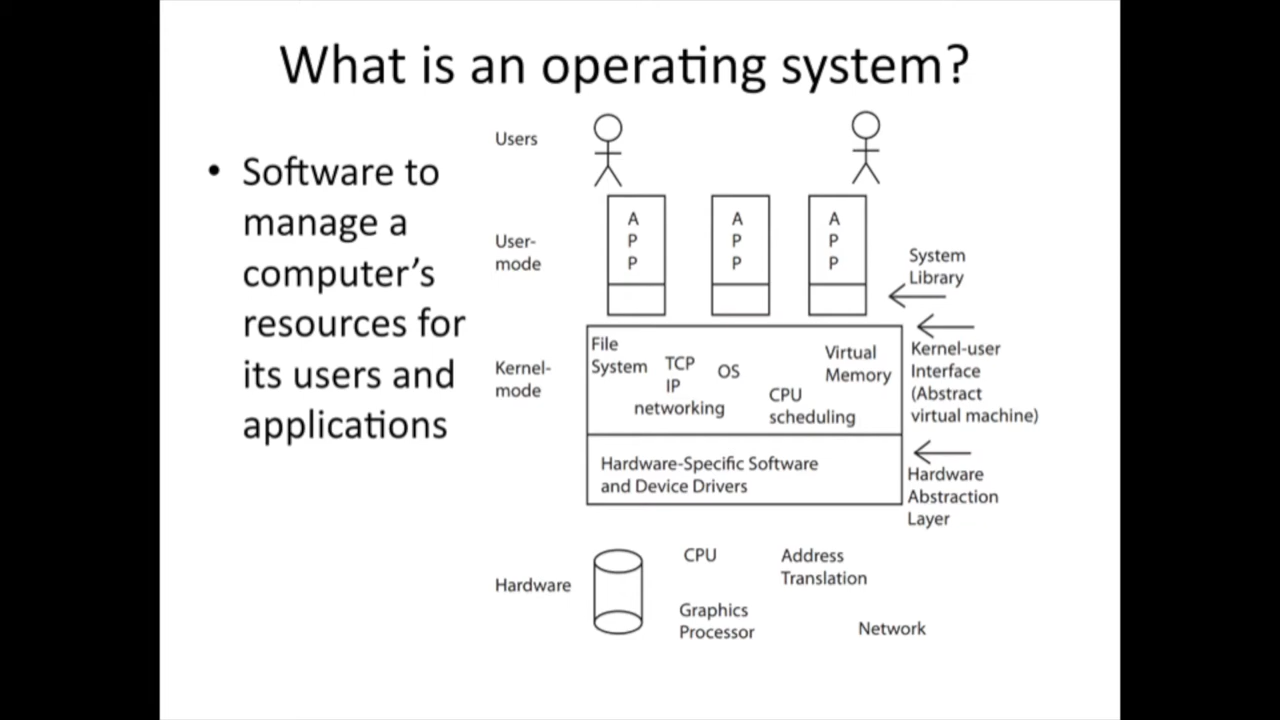 What is an operating system?
• Software to
manage a
computer’s
resources for
its users and
applications
Users
User-
mode
A
P
P
A
P
P
A
P
P
System
Library
Kernel-
mode
File
System
TCP
IP
networking
OS
CPU
scheduling
Virtual
Memory
Kernel-user
Interface
(Abstract
virtual machine)
Hardware-Specific Software
and Device Drivers
Hardware
Abstraction
Layer
Hardware
CPU
Address
Translation
Graphics
Processor
Network